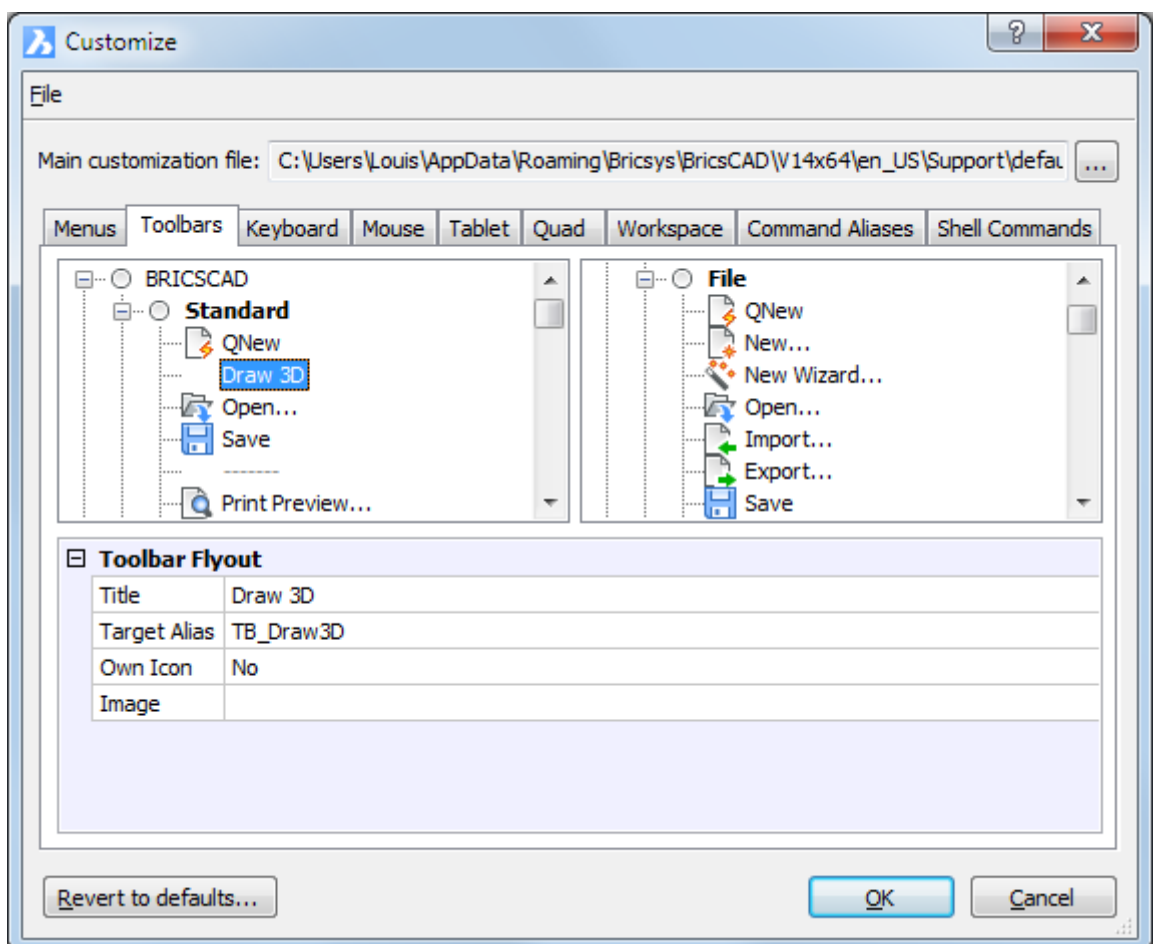 Customize
File
Main customization file: C:\Users\Louis\AppData\Roaming\Bricsys\BricsCAD\V14x64\en_US\Support\defau ...
Menus Toolbars Keyboard Mouse Tablet Quad Workspace Command Aliases Shell Commands
BRICSCAD
Standard
QNew
Draw 3D
Open...
Save
-------
Print Preview...
File
QNew
New...
New Wizard...
Open...
Import...
Export...
Save
Toolbar Flyout
Title Draw 3D
Target Alias TB_Draw3D
Own Icon No
Image
Revert to defaults... OK Cancel